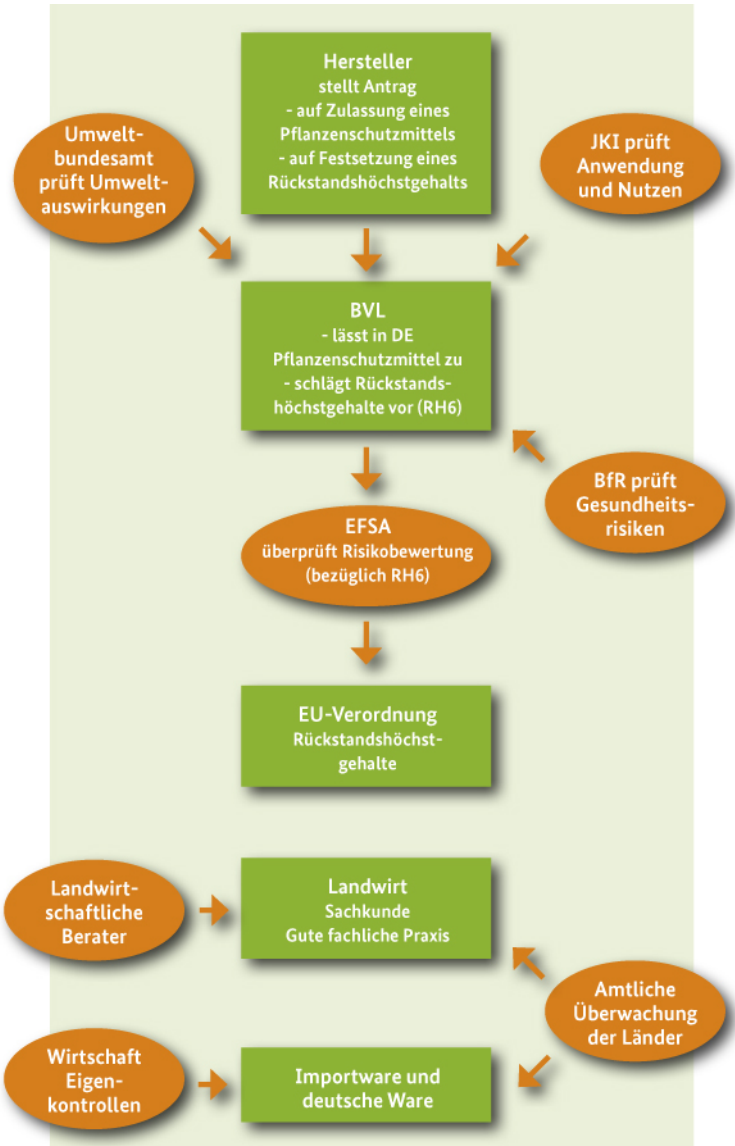 Hersteller
stellt Antrag
- auf Zulassung eines
Pflanzenschutzmittels
- auf Festsetzung eines
Rückstandshöchstgehalts
Umwelt-
bundesamt
prüft Umwelt-
auswirkungen
JKI prüft
Anwendung
und Nutzen
BVL
- lässt in DE
Pflanzenschutzmittel zu
- schlägt Rückstands-
höchstgehalte vor (RH6)
BfR prüft
Gesundheits-
risiken
EFSA
überprüft Risikobewertung
(bezüglich RH6)
EU-Verordnung
Rückstandshöchst-
gehalte
Landwirt-
schaftliche
Berater
Landwirt
Sachkunde
Gute fachliche Praxis
Amtliche
Überwachung
der Länder
Wirtschaft
Eigen-
kontrollen
Importware und
deutsche Ware